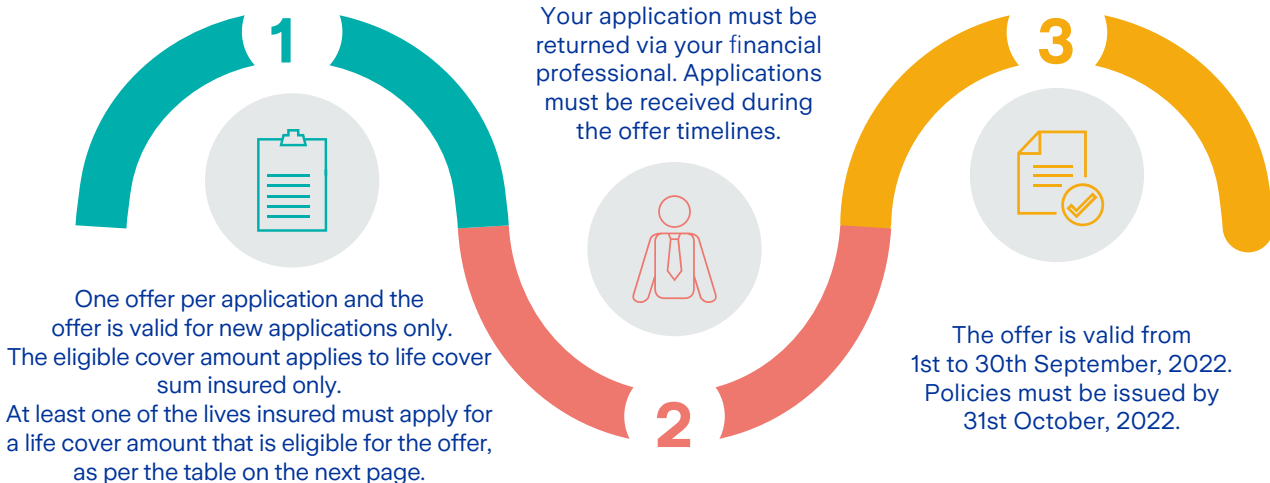 1
One offer per application and the
offer is valid for new applications only.
The eligible cover amount applies to life cover
sum insured only.
At least one of the lives insured must apply for
a life cover amount that is eligible for the offer,
as per the table on the next page.
2
Your application must be
returned via your financial
professional. Applications
must be received during
the offer timelines.
3
The offer is valid from
1st to 30th September, 2022.
Policies must be issued by
31st October, 2022.